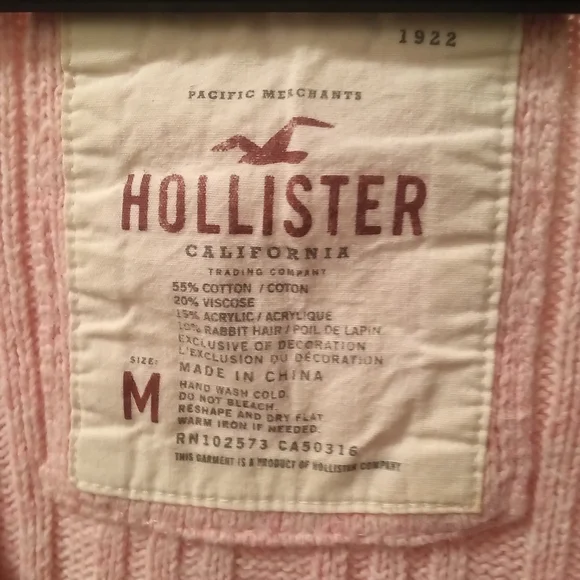 1922
PACIFIC MERCHANTS
HOLLISTER
CALIFORNIA
TRADING COMPANY
55% COTTON / COTON
20% VISCOSE
15% ACRYLIC / ACRYLIQUE
10% RABBIT HAIR / POIL DE LAPIN
EXCLUSIVE OF DECORATION
L'EXCLUSION DU DÉCORATION
MADE IN CHINA
SIZE:
M
HAND WASH COLD.
DO NOT BLEACH.
RESHAPE AND DRY FLAT.
WARM IRON IF NEEDED.
RN102573 CA50316
THIS GARMENT IS A PRODUCT OF HOLLISTER COMPANY